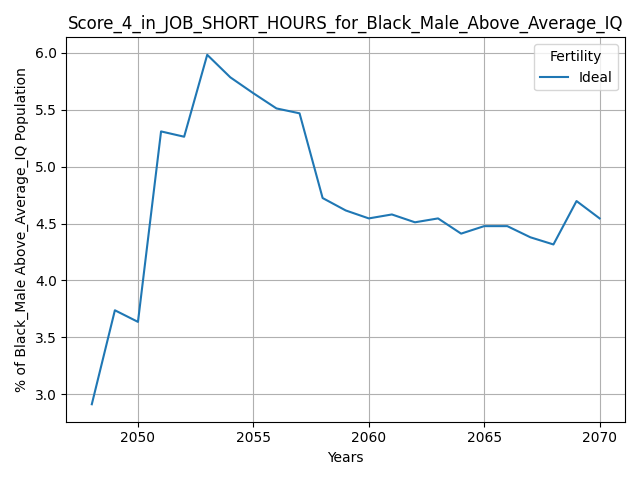 Score_4_in_JOB_SHORT_HOURS_for_Black_Male_Above_Average_IQ
Fertility
Ideal
% of Black_Male Above_Average_IQ Population
6.0
5.5
5.0
4.5
4.0
3.5
3.0
2050
2055
2060
2065
2070
Years